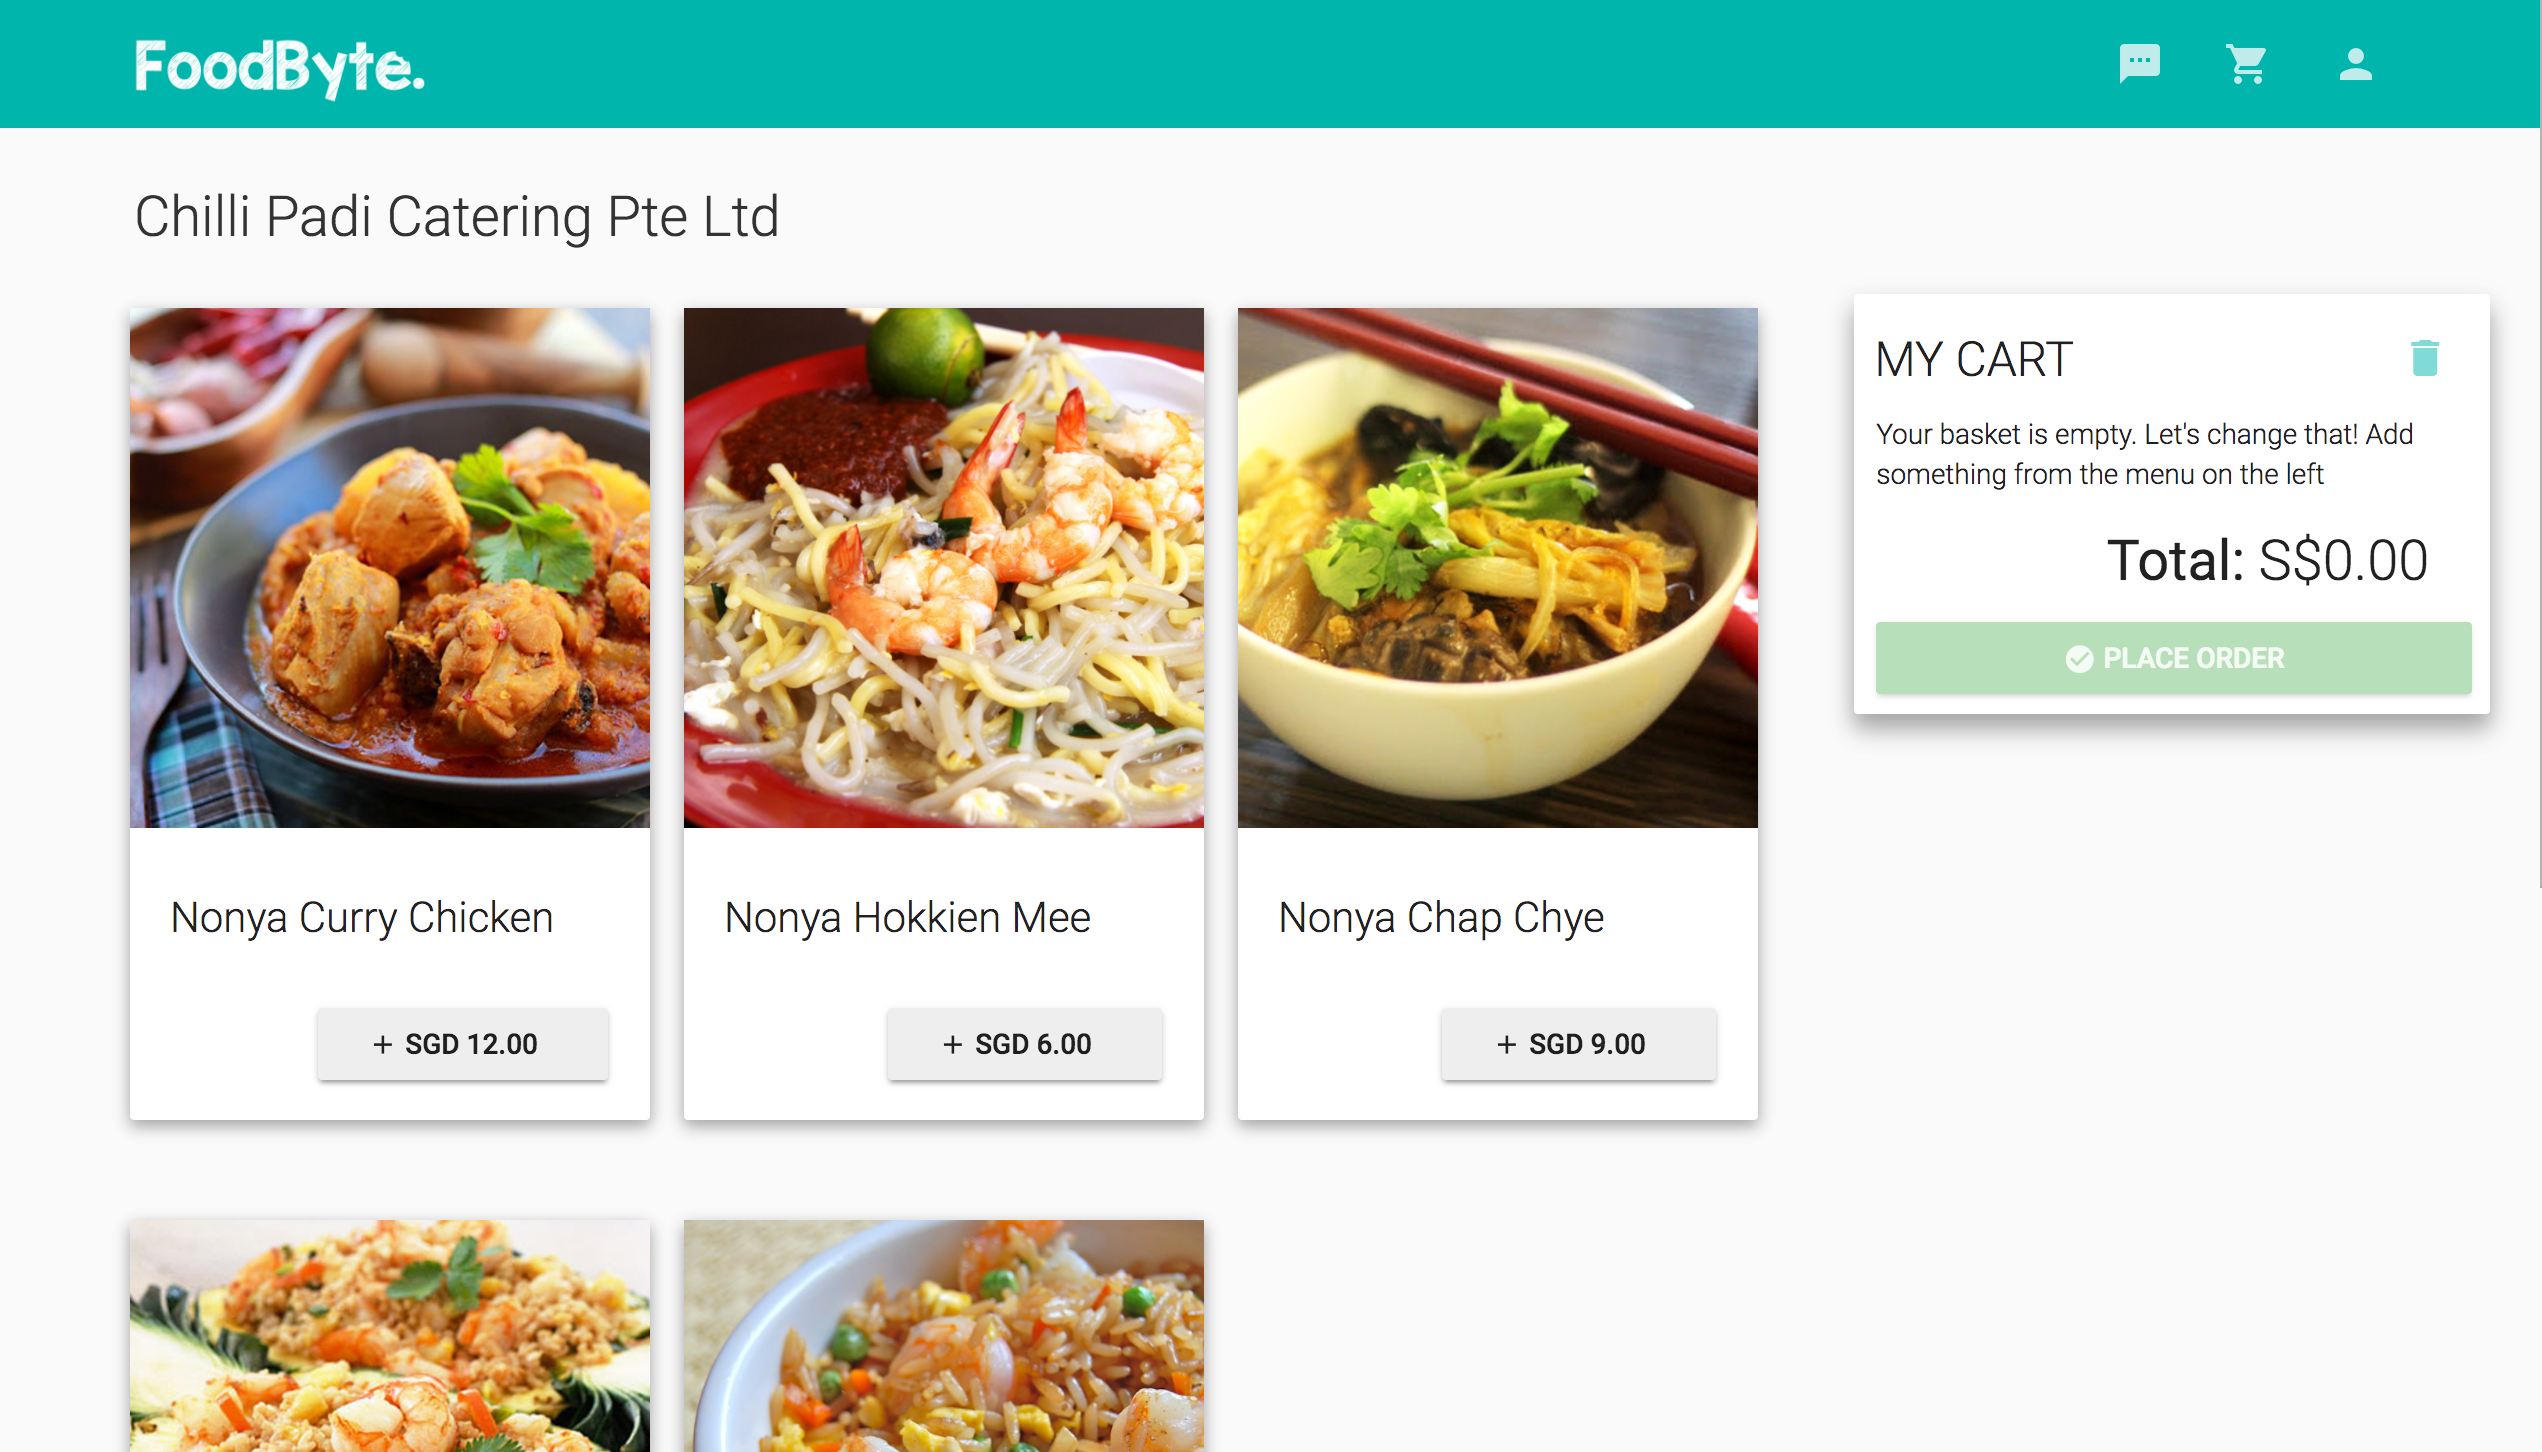 FoodByte.
Chilli Padi Catering Pte Ltd
MY CART
Your basket is empty. Let's change that! Add
something from the menu on the left
Total: S$0.00
PLACE ORDER
Nonya Curry Chicken
+ SGD 12.00
Nonya Hokkien Mee
+ SGD 6.00
Nonya Chap Chye
+ SGD 9.00